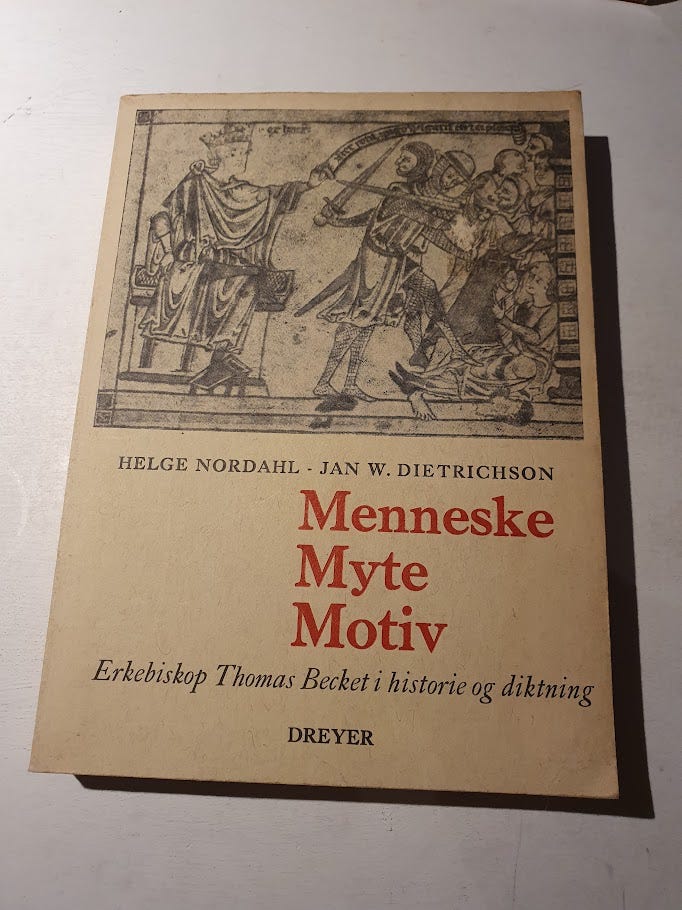 HELGE NORDAHL - JAN W. DIETRICHSON
Menneske
Myte
Motiv
Erkebiskop Thomas Becket i historie og diktning
DREYER